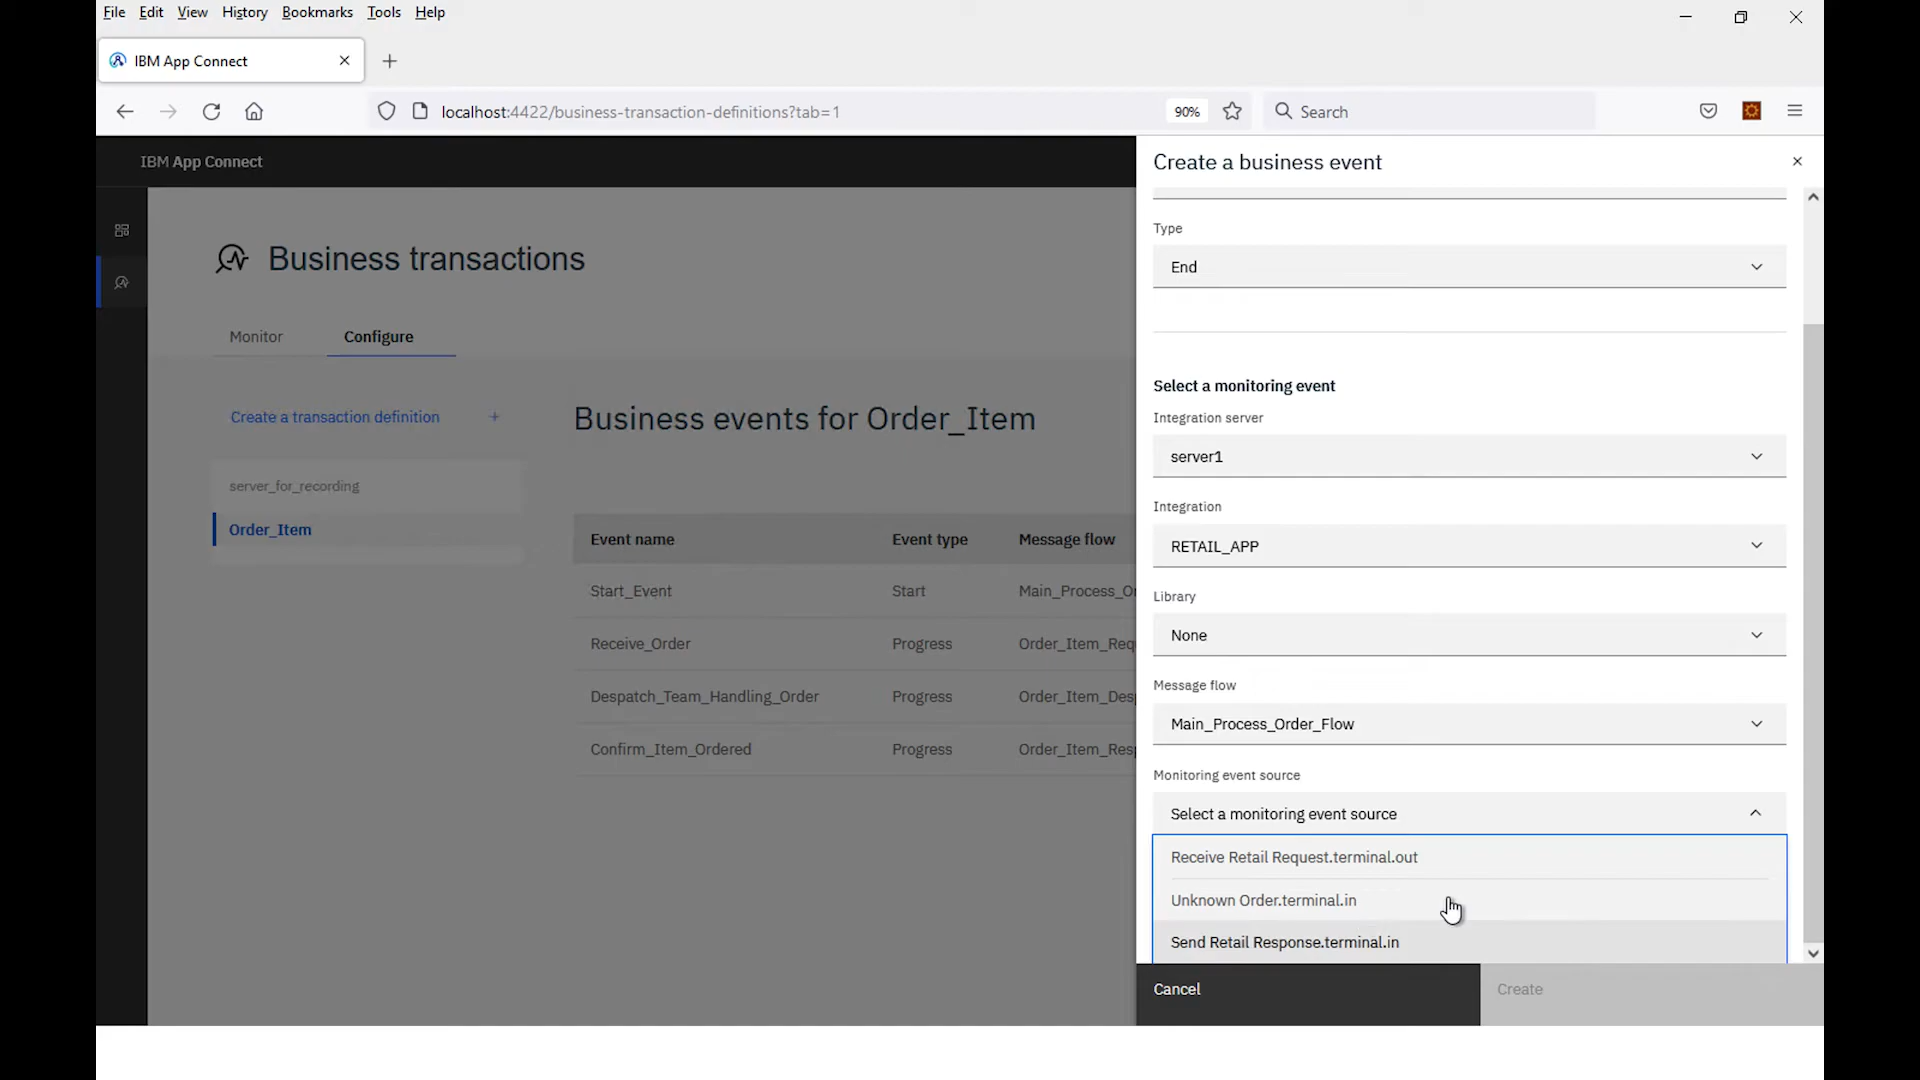 File Edit View History Bookmarks Tools Help
IBM App Connect
localhost:4422/business-transaction-definitions?tab=1
90%
Search
IBM App Connect
Business transactions
Monitor
Configure
Create a transaction definition +
server_for_recording
Order_Item
Business events for Order_Item
Event name Event type Message flow
Start_Event Start Main_Process_Or
Receive_Order Progress Order_Item_Requ
Despatch_Team_Handling_Order Progress Order_Item_Des
Confirm_Item_Ordered Progress Order_Item_Resp
Create a business event
Type
End
Select a monitoring event
Integration server
server1
Integration
RETAIL_APP
Library
None
Message flow
Main_Process_Order_Flow
Monitoring event source
Select a monitoring event source
Receive Retail Request.terminal.out
Unknown Order.terminal.in
Send Retail Response.terminal.in
Cancel
Create